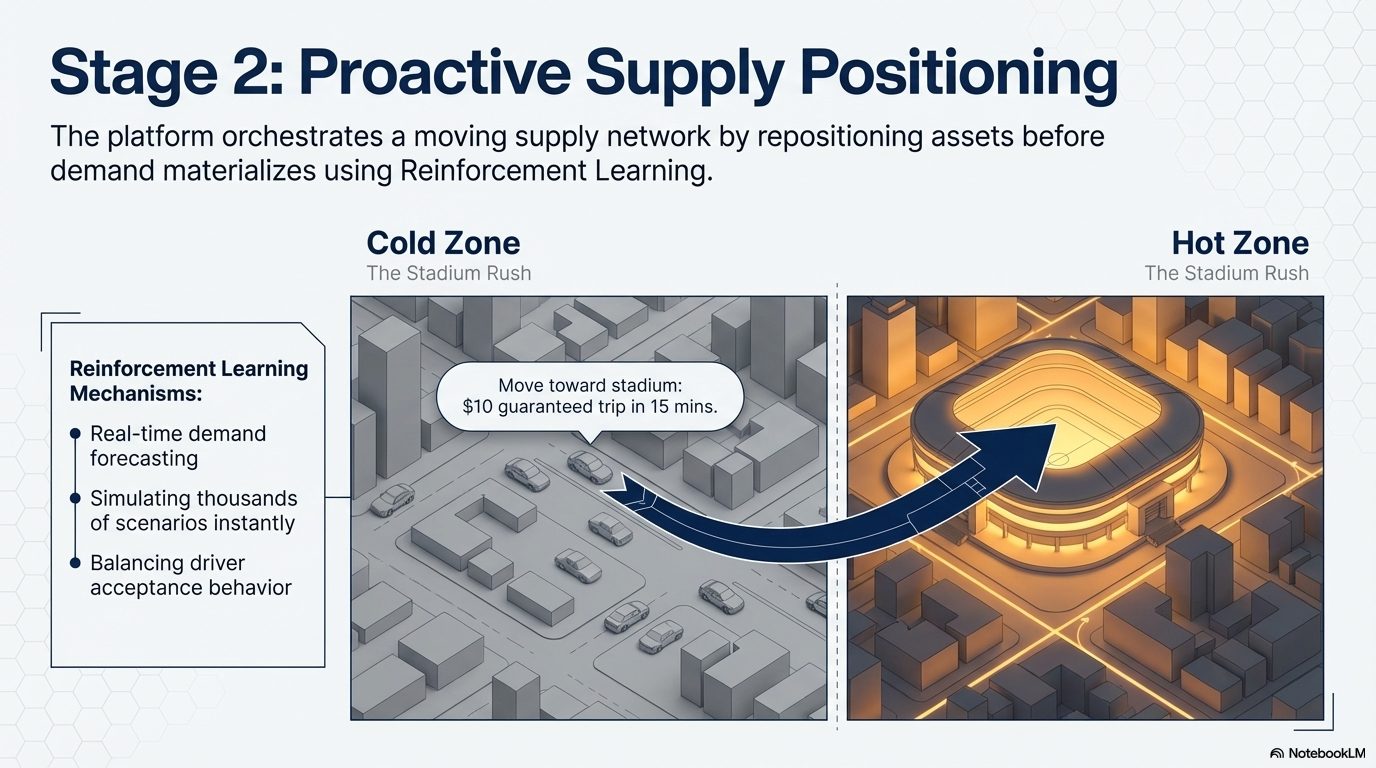 Stage 2: Proactive Supply Positioning
The platform orchestrates a moving supply network by repositioning assets before
demand materializes using Reinforcement Learning.
Cold Zone
The Stadium Rush
Hot Zone
The Stadium Rush
Reinforcement Learning
Mechanisms:
Real-time demand
forecasting
Simulating thousands
of scenarios instantly
Balancing driver
acceptance behavior
Move toward stadium:
$10 guaranteed trip in 15 mins.
NotebookLM